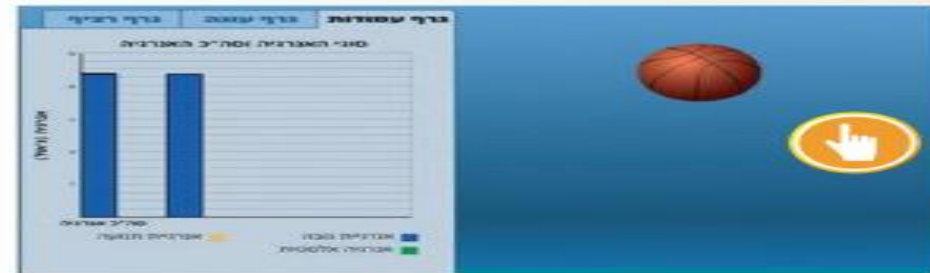 גרף עמודות גרף עוגה גרף רציף
סוגי האנרגיה וסה"כ האנרגיה
אנרגיה (ג'אול)
סה"כ אנרגיה
אנרגיית גובה אנרגיית תנועה
אנרגיה אלסטית